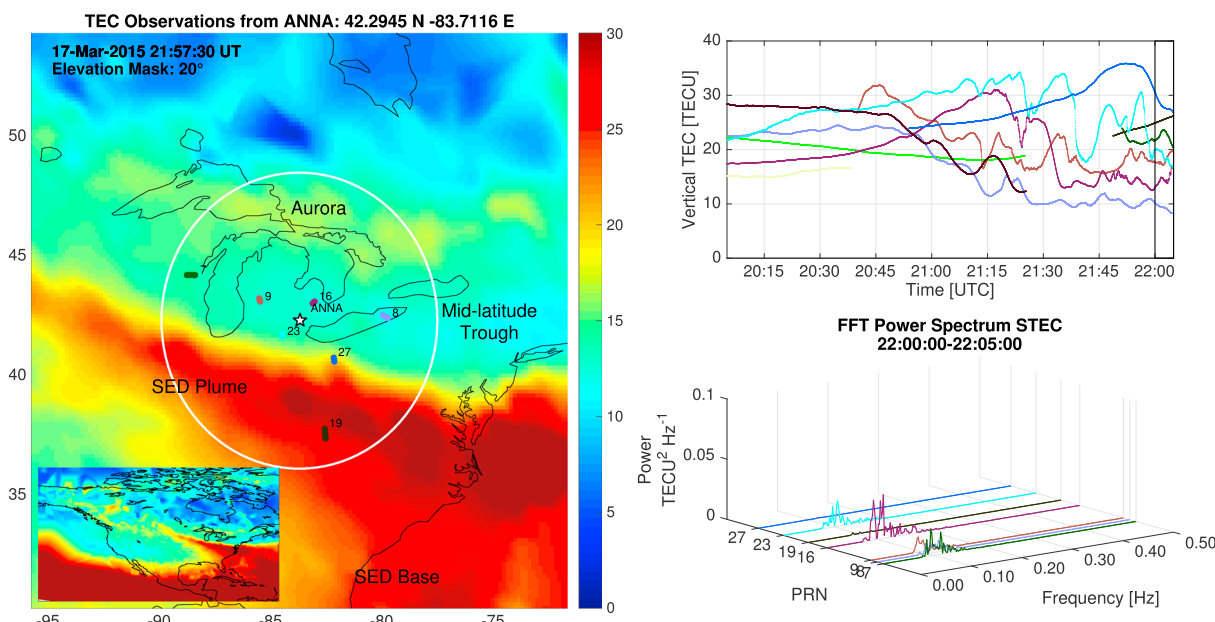 TEC Observations from ANNA: 42.2945 N -83.7116 E
17-Mar-2015 21:57:30 UT
Elevation Mask: 20°
50
45
40
35
-95
-90
-85
-80
-75
Aurora
9
16
ANNA
23
8
Mid-latitude
Trough
27
SED Plume
19
SED Base
30
25
20
15
10
5
0
Vertical TEC [TECU]
40
30
20
10
0
20:15 20:30 20:45 21:00 21:15 21:30 21:45 22:00
Time [UTC]
FFT Power Spectrum STEC
22:00:00-22:05:00
Power
TECU² Hz⁻¹
0.1
0.05
0
27 23 19 16 9 8 7
PRN
0.00 0.10 0.20 0.30 0.40 0.50
Frequency [Hz]